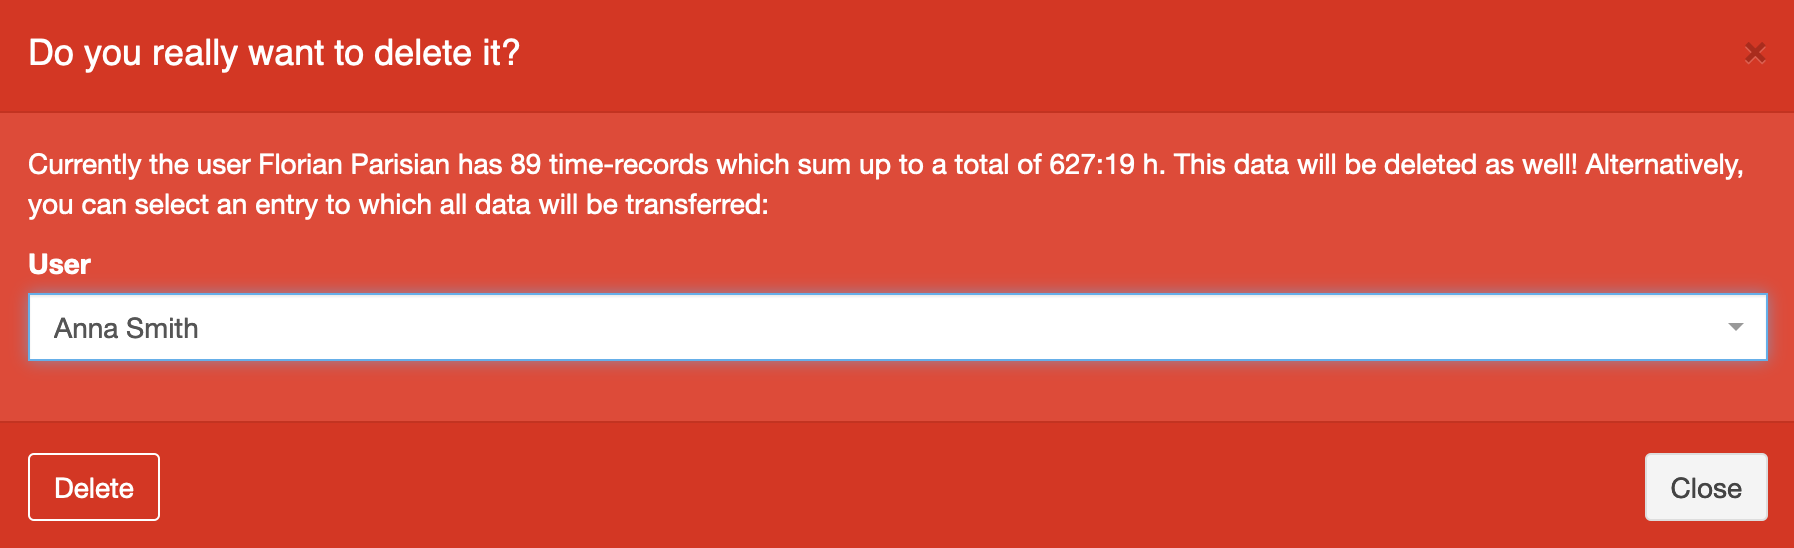 Do you really want to delete it?
×
Currently the user Florian Parisian has 89 time-records which sum up to a total of 627:19 h. This data will be deleted as well! Alternatively,
you can select an entry to which all data will be transferred:
User
Anna Smith
Delete
Close